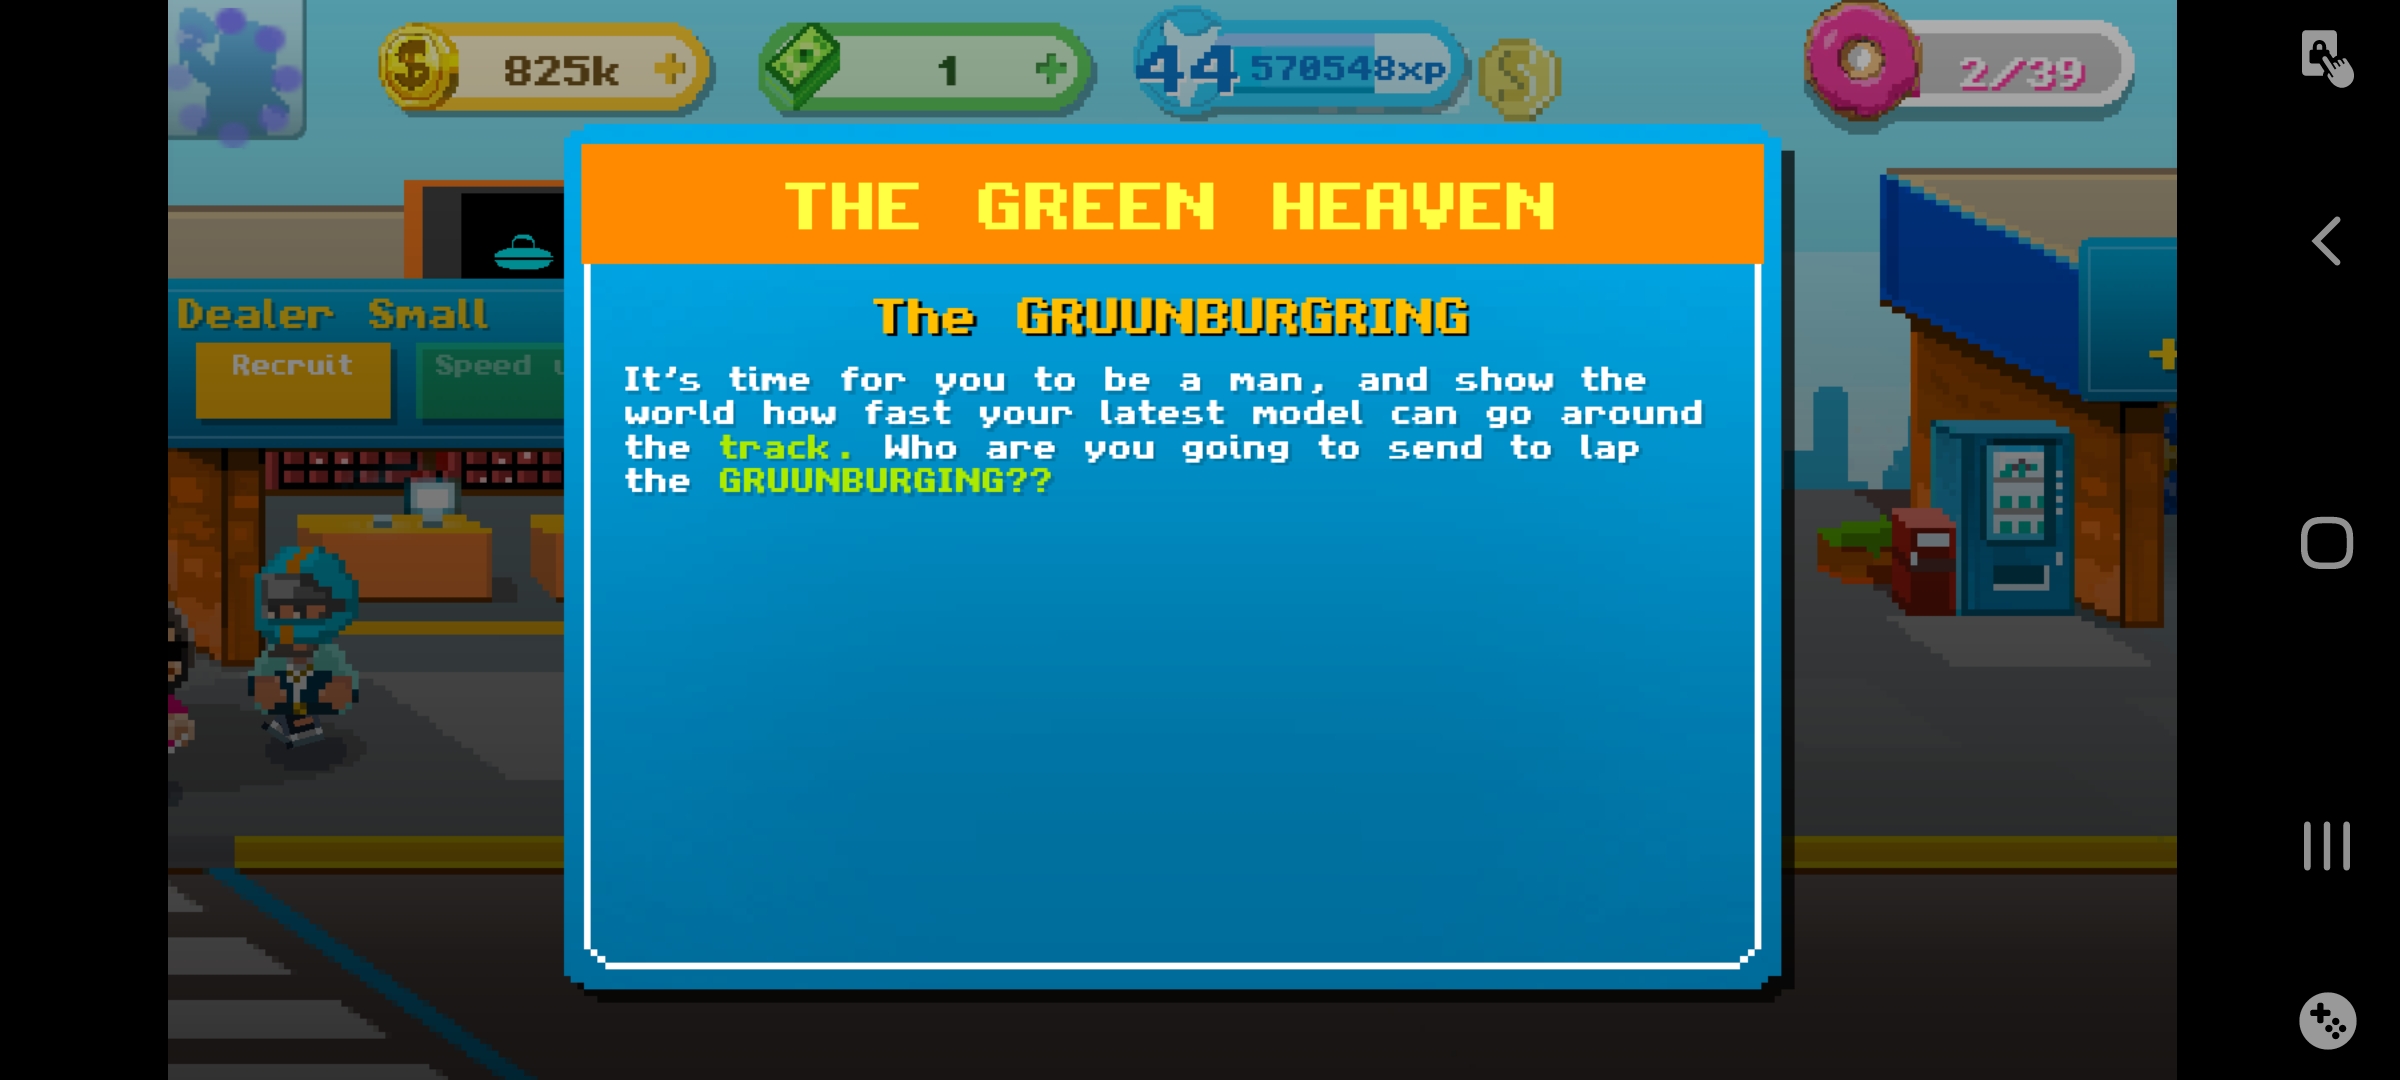 825k
1
44 570548xp
2/39
THE GREEN HEAVEN
The GRUUNBURGRING
It's time for you to be a man, and show the
world how fast your latest model can go around
the track. Who are you going to send to lap
the GRUUNBURGING??
Dealer Small
Recruit
Speed